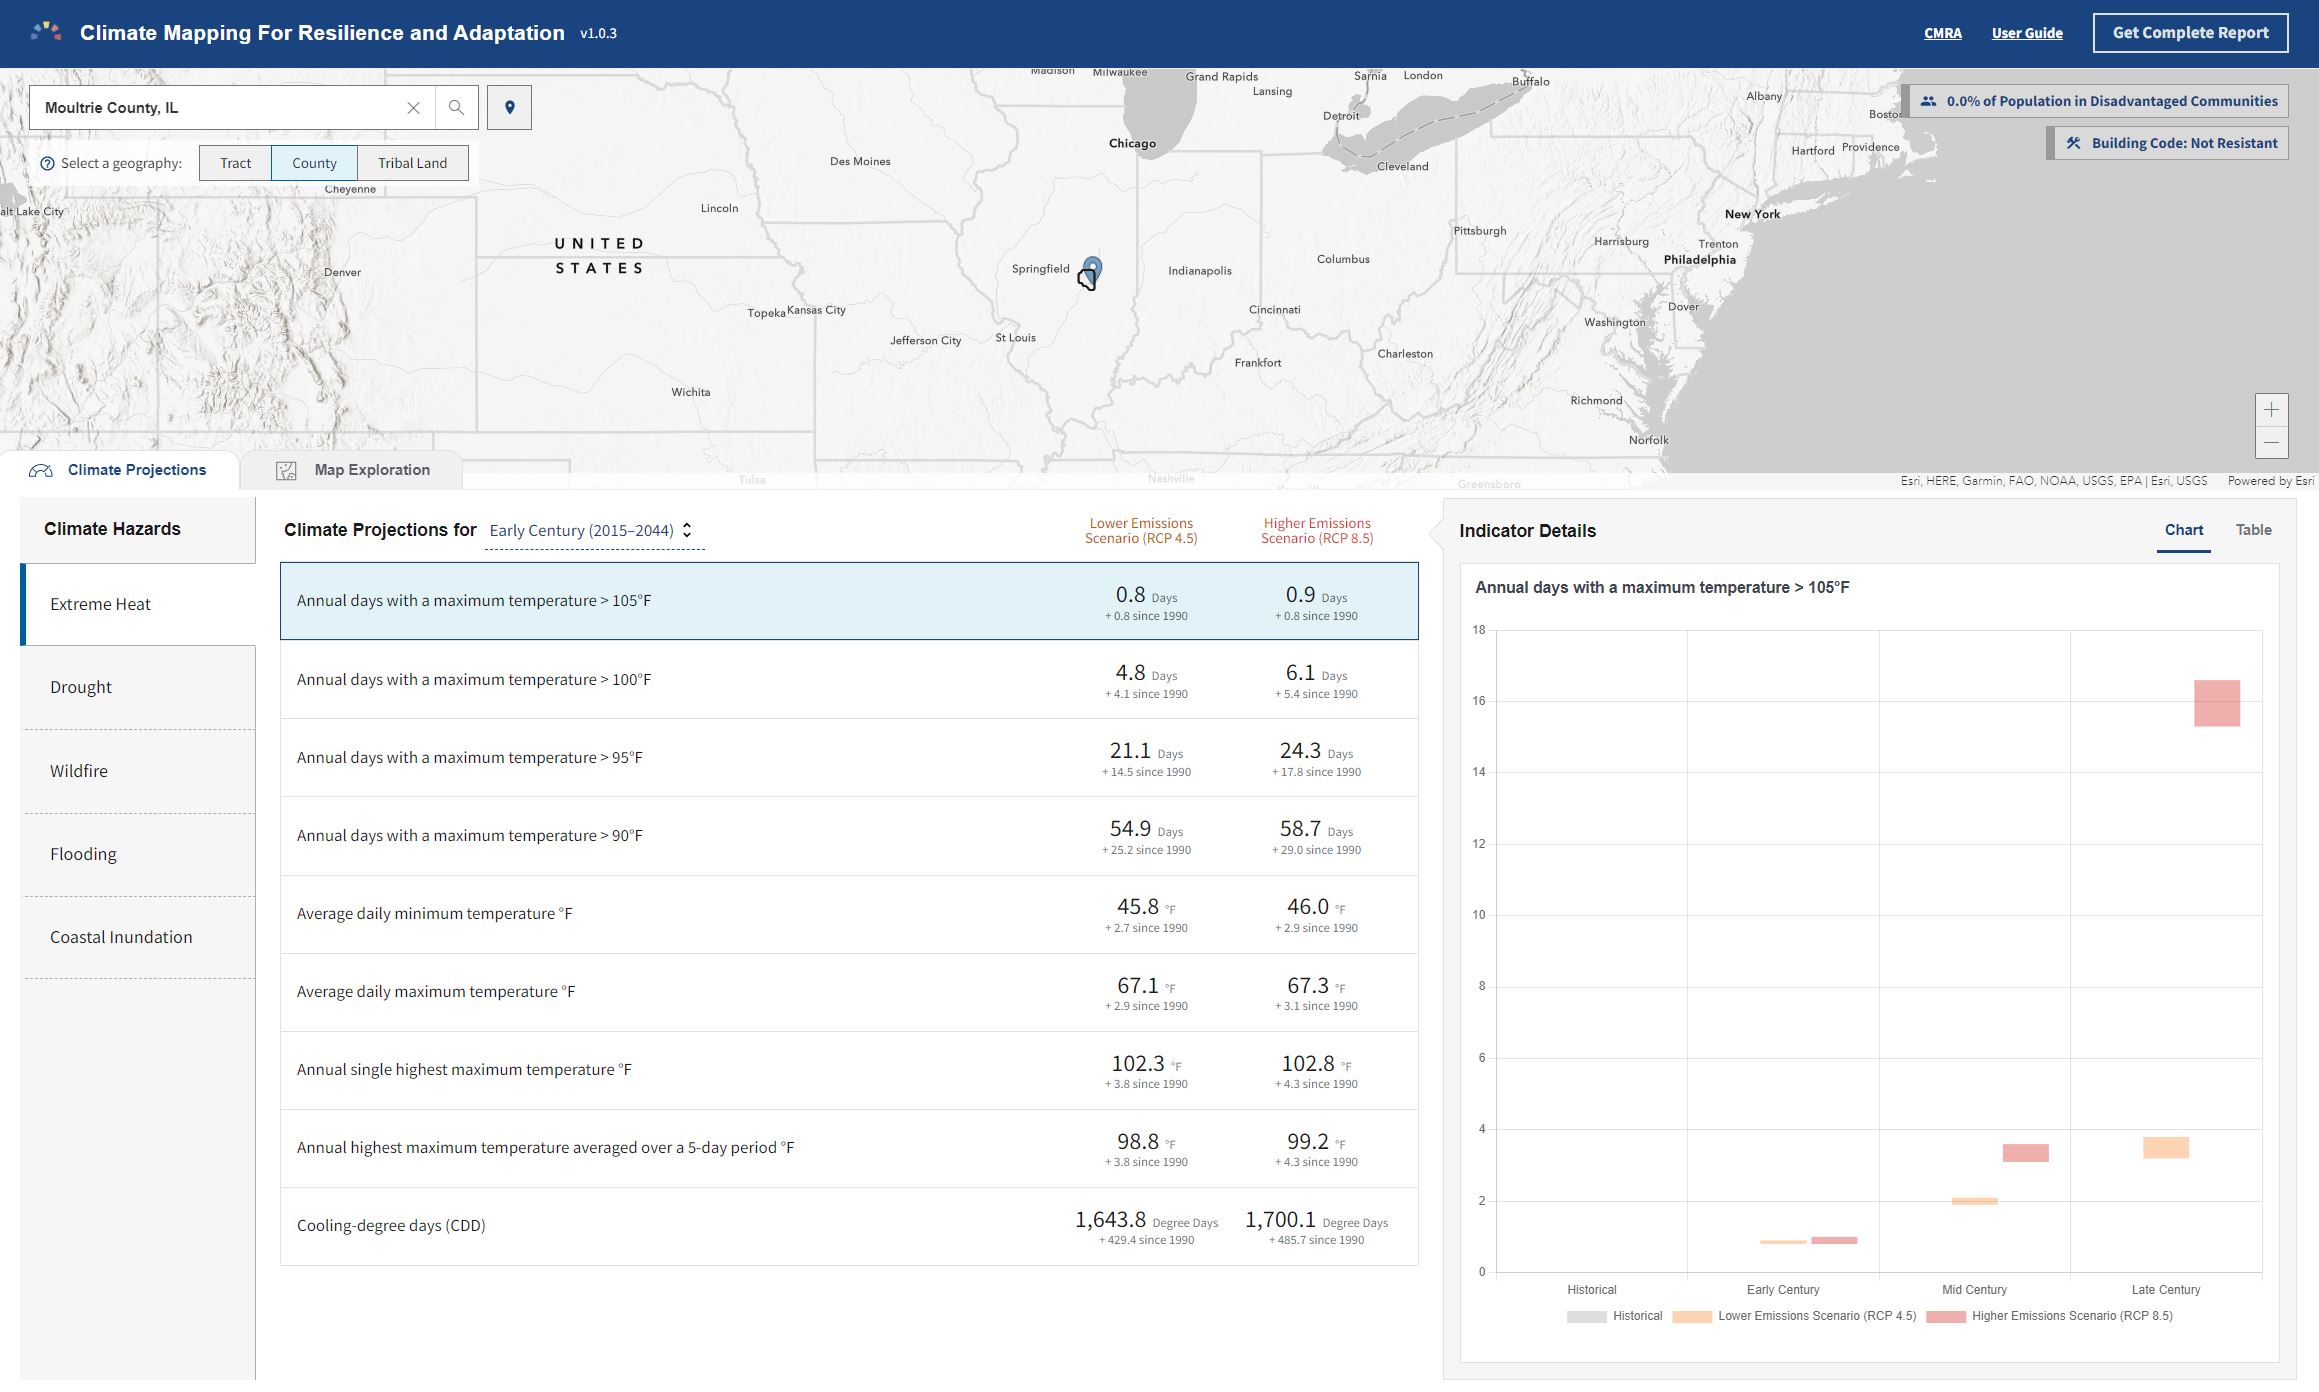 Climate Mapping For Resilience and Adaptation v1.0.3
CMRA
User Guide
Get Complete Report
Moultrie County, IL
Select a geography:
Tract
County
Tribal Land
0.0% of Population in Disadvantaged Communities
Building Code: Not Resistant
Madison
Milwaukee
Grand Rapids
Lansing
Sarnia
London
Buffalo
Detroit
Albany
Chicago
Des Moines
Cleveland
Hartford
Providence
Cheyenne
alt Lake City
Lincoln
New York
UNITED
STATES
Pittsburgh
Harrisburg
Trenton
Philadelphia
Denver
Springfield
Indianapolis
Columbus
Topeka
Kansas City
Cincinnati
Dover
Washington
Jefferson City
St Louis
Frankfort
Charleston
Wichita
Richmond
Norfolk
Tulsa
Nashville
Greensboro
Esri, HERE, Garmin, FAO, NOAA, USGS, EPA | Esri, USGS
Powered by Esri
Climate Projections
Map Exploration
Climate Hazards
Extreme Heat
Drought
Wildfire
Flooding
Coastal Inundation
Climate Projections for Early Century (2015–2044)
Lower Emissions
Scenario (RCP 4.5)
Higher Emissions
Scenario (RCP 8.5)
Annual days with a maximum temperature > 105°F
0.8 Days
+ 0.8 since 1990
0.9 Days
+ 0.8 since 1990
Annual days with a maximum temperature > 100°F
4.8 Days
+ 4.1 since 1990
6.1 Days
+ 5.4 since 1990
Annual days with a maximum temperature > 95°F
21.1 Days
+ 14.5 since 1990
24.3 Days
+ 17.8 since 1990
Annual days with a maximum temperature > 90°F
54.9 Days
+ 25.2 since 1990
58.7 Days
+ 29.0 since 1990
Average daily minimum temperature °F
45.8 °F
+ 2.7 since 1990
46.0 °F
+ 2.9 since 1990
Average daily maximum temperature °F
67.1 °F
+ 2.9 since 1990
67.3 °F
+ 3.1 since 1990
Annual single highest maximum temperature °F
102.3 °F
+ 3.8 since 1990
102.8 °F
+ 4.3 since 1990
Annual highest maximum temperature averaged over a 5-day period °F
98.8 °F
+ 3.8 since 1990
99.2 °F
+ 4.3 since 1990
Cooling-degree days (CDD)
1,643.8 Degree Days
+ 429.4 since 1990
1,700.1 Degree Days
+ 485.7 since 1990
Indicator Details
Chart
Table
Annual days with a maximum temperature > 105°F
18
16
14
12
10
8
6
4
2
0
Historical
Early Century
Mid Century
Late Century
Historical
Lower Emissions Scenario (RCP 4.5)
Higher Emissions Scenario (RCP 8.5)